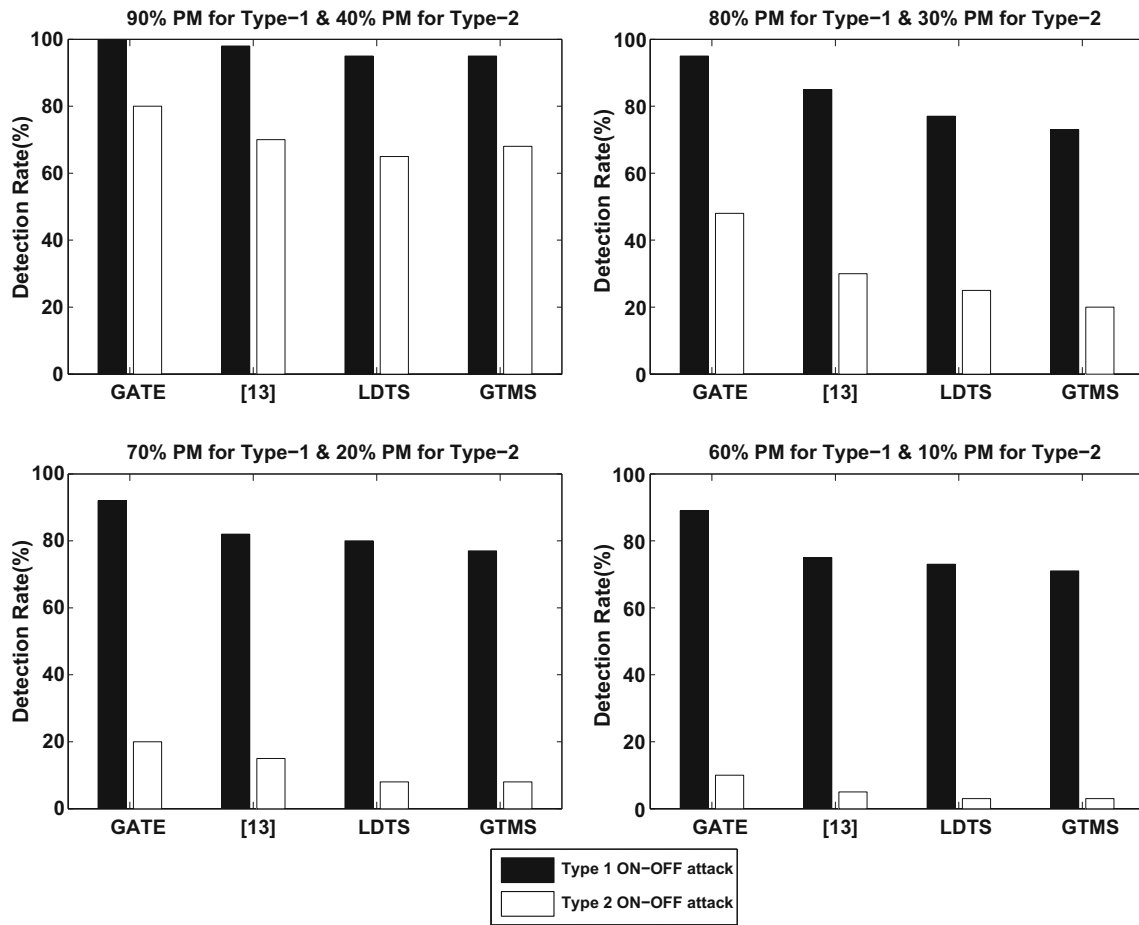 90% PM for Type−1 & 40% PM for Type−2
Detection Rate(%)
100
80
60
40
20
0
GATE
[13]
LDTS
GTMS
80% PM for Type−1 & 30% PM for Type−2
Detection Rate(%)
100
80
60
40
20
0
GATE
[13]
LDTS
GTMS
70% PM for Type−1 & 20% PM for Type−2
Detection Rate(%)
100
80
60
40
20
0
GATE
[13]
LDTS
GTMS
60% PM for Type−1 & 10% PM for Type−2
Detection Rate(%)
100
80
60
40
20
0
GATE
[13]
LDTS
GTMS
Type 1 ON−OFF attack
Type 2 ON−OFF attack